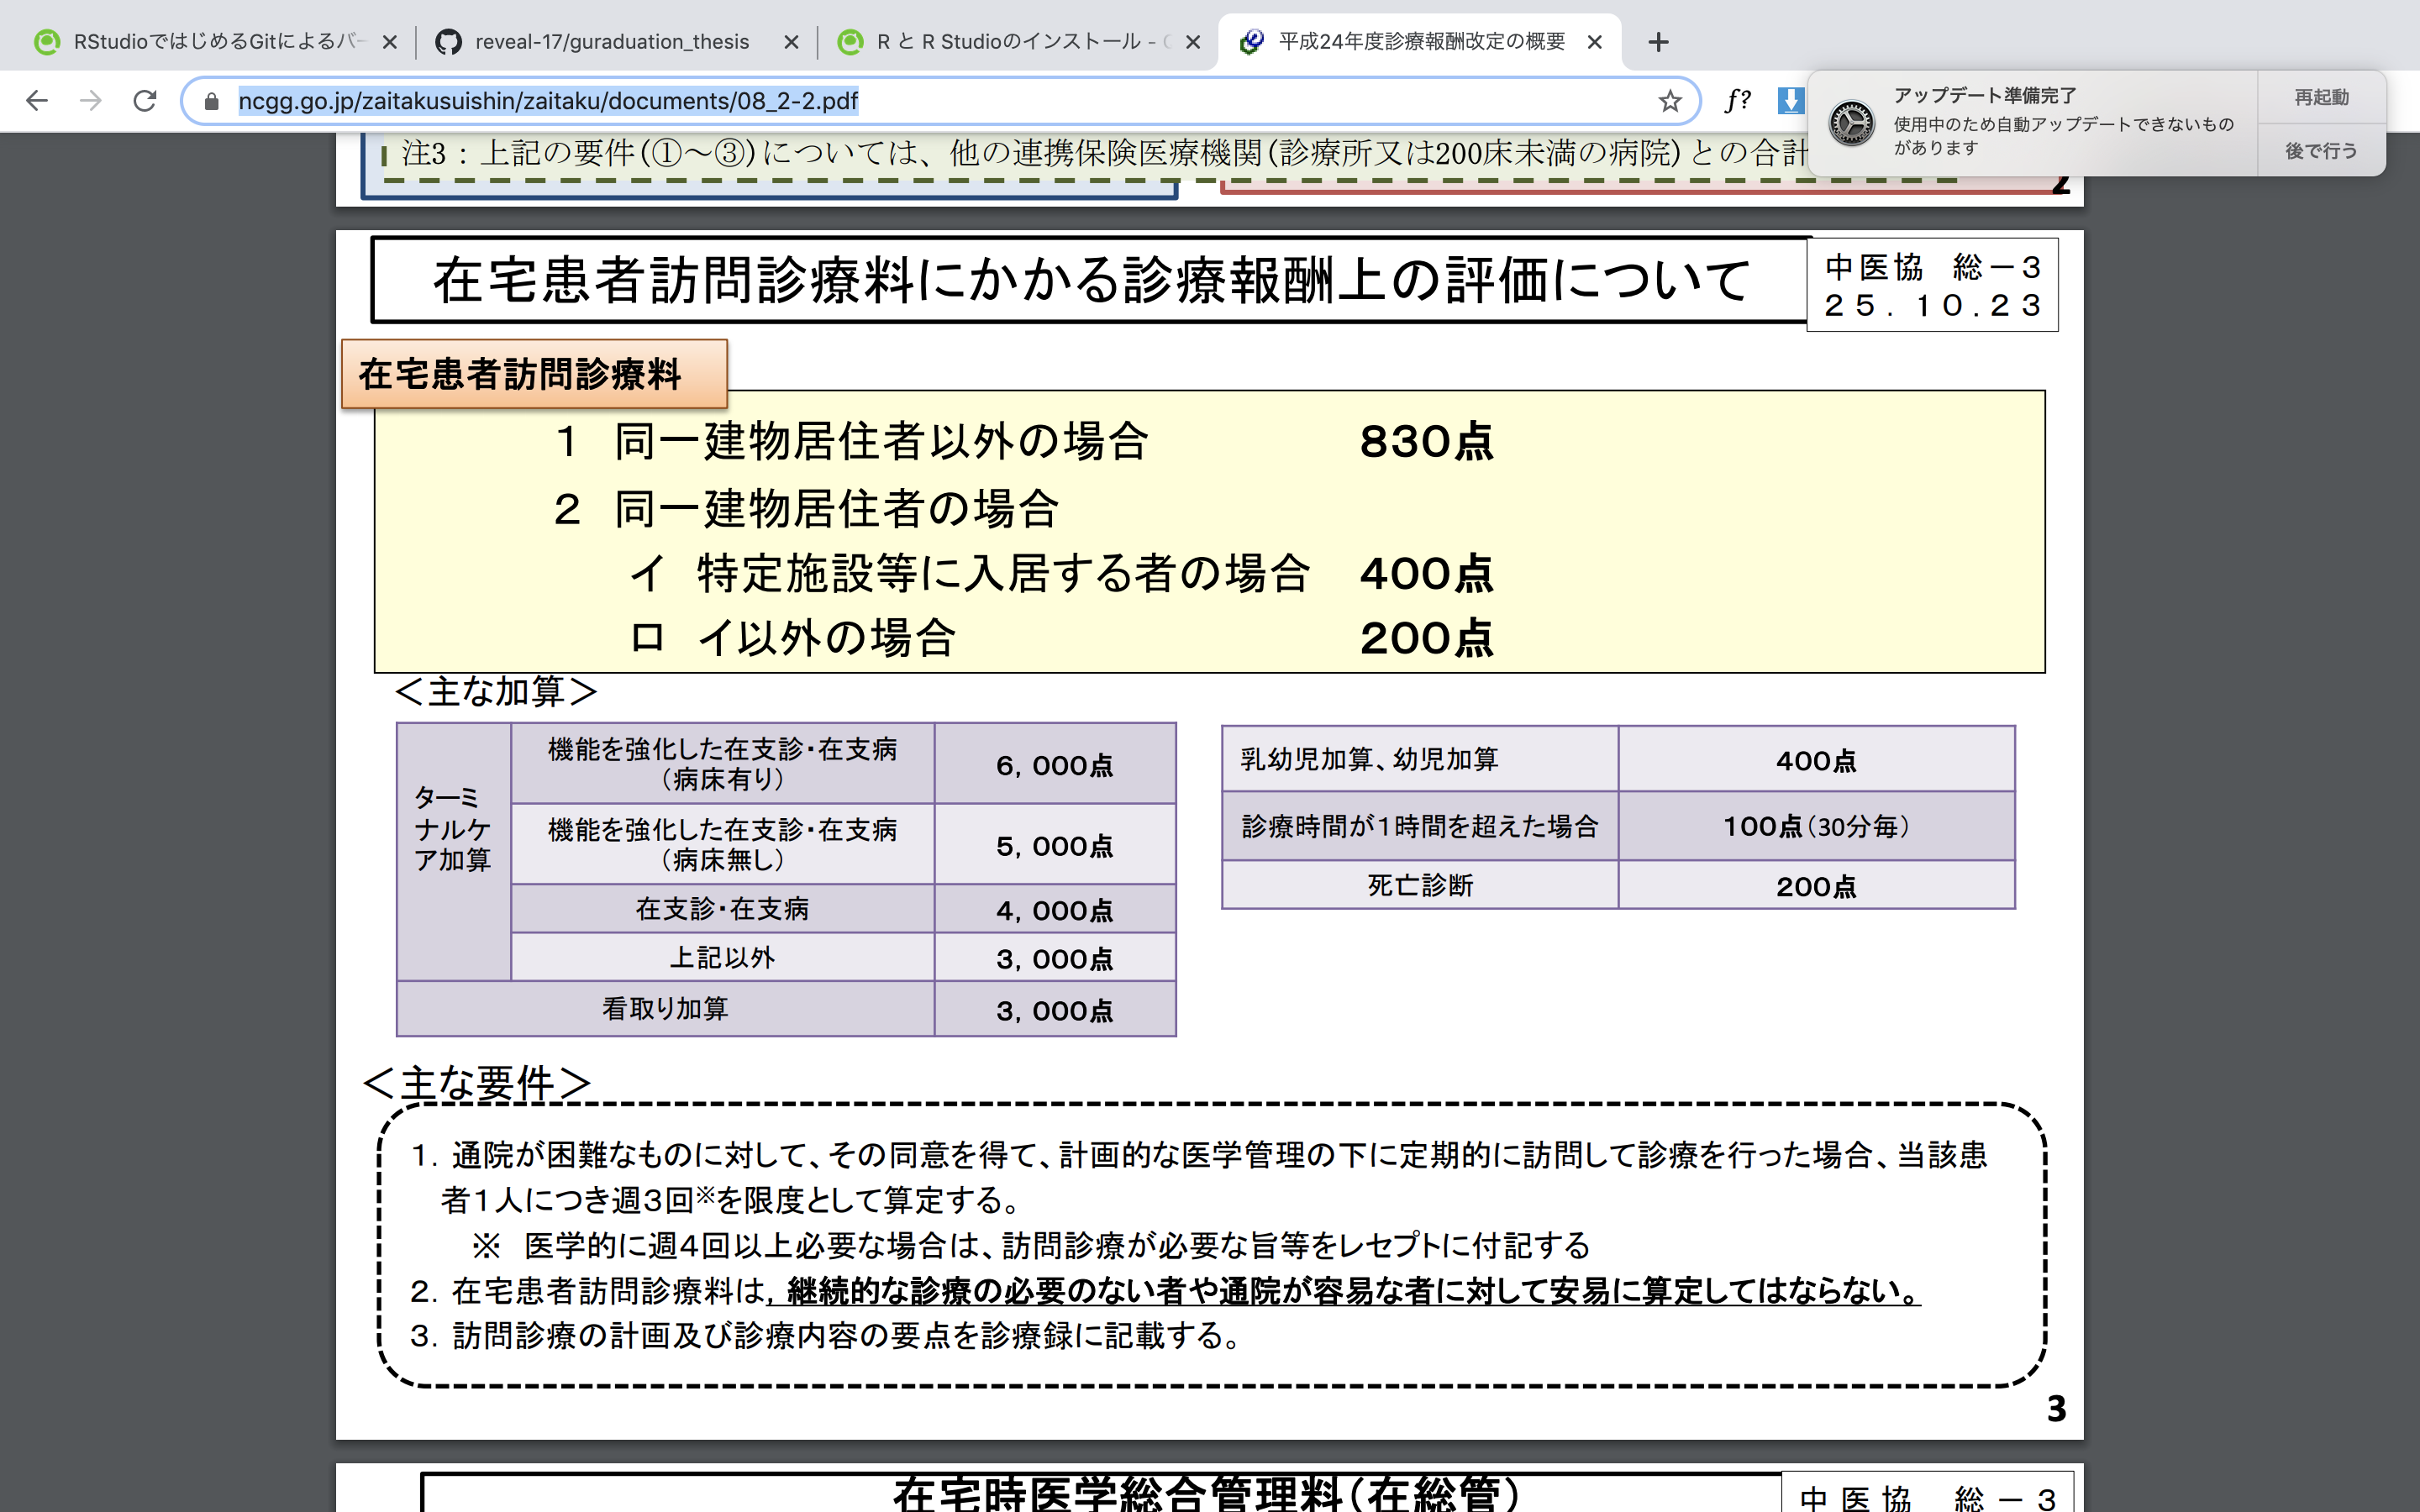 RStudioではじめるGitによるバー
reveal-17/guraduation_thesis
R と R Studioのインストール -
平成24年度診療報酬改定の概要
ncgg.go.jp/zaitakusuishin/zaitaku/documents/08_2-2.pdf
f?
アップデート準備完了
使用中のため自動アップデートできないもの
があります
再起動
後で行う
注3：上記の要件(①～③)については、他の連携保険医療機関(診療所又は200床未満の病院)との合計
2
在宅患者訪問診療料にかかる診療報酬上の評価について
中医協 総－3
２５．１０．２３
在宅患者訪問診療料
１ 同一建物居住者以外の場合 830点
２ 同一建物居住者の場合
イ 特定施設等に入居する者の場合 400点
ロ イ以外の場合 200点
＜主な加算＞
ターミ
ナルケ
ア加算
機能を強化した在支診・在支病
（病床有り）
6，000点
機能を強化した在支診・在支病
（病床無し）
5，000点
在支診・在支病 4，000点
上記以外 3，000点
看取り加算 3，000点
乳幼児加算、幼児加算 400点
診療時間が１時間を超えた場合 100点（30分毎）
死亡診断 200点
＜主な要件＞
1. 通院が困難なものに対して、その同意を得て、計画的な医学管理の下に定期的に訪問して診療を行った場合、当該患
者１人につき週３回※を限度として算定する。
※ 医学的に週４回以上必要な場合は、訪問診療が必要な旨等をレセプトに付記する
2. 在宅患者訪問診療料は，継続的な診療の必要のない者や通院が容易な者に対して安易に算定してはならない。
3. 訪問診療の計画及び診療内容の要点を診療録に記載する。
3
在宅時医学総合管理料（在総管）
中医協 総－3